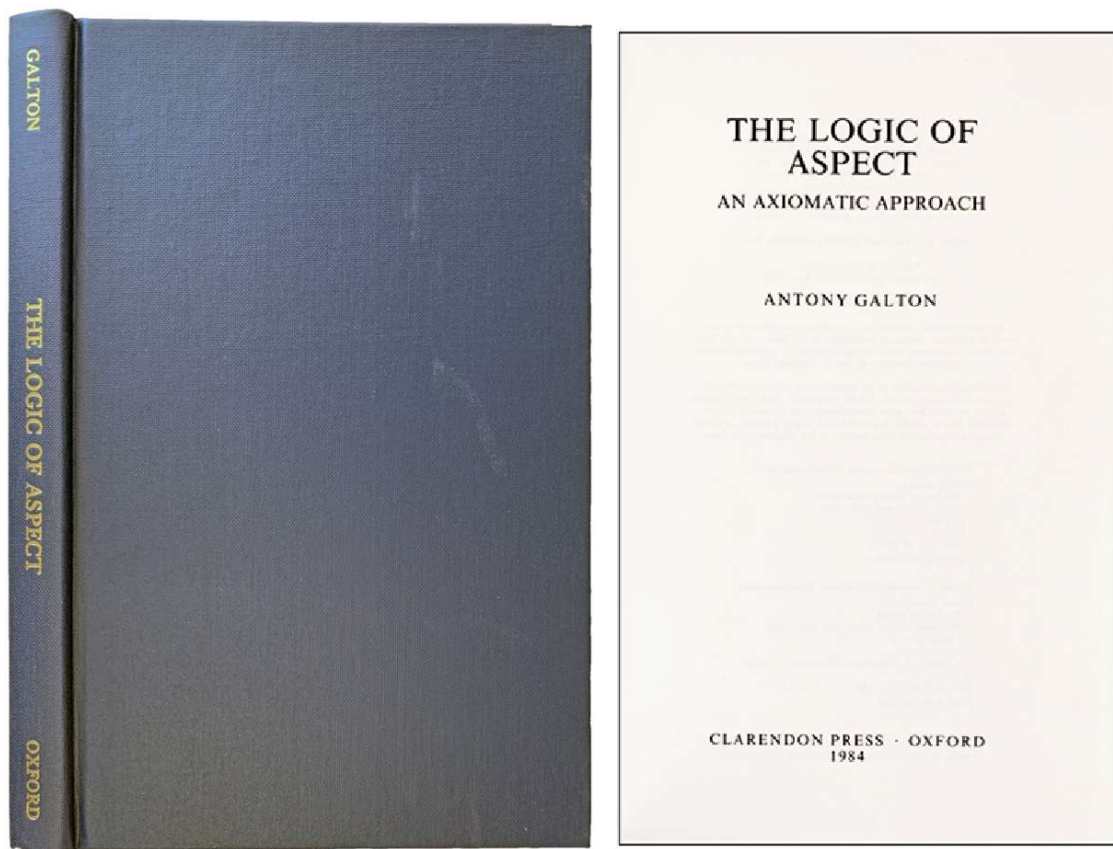 GALTON
THE LOGIC OF ASPECT
OXFORD
THE LOGIC OF
ASPECT
AN AXIOMATIC APPROACH
ANTONY GALTON
CLARENDON PRESS · OXFORD
1984